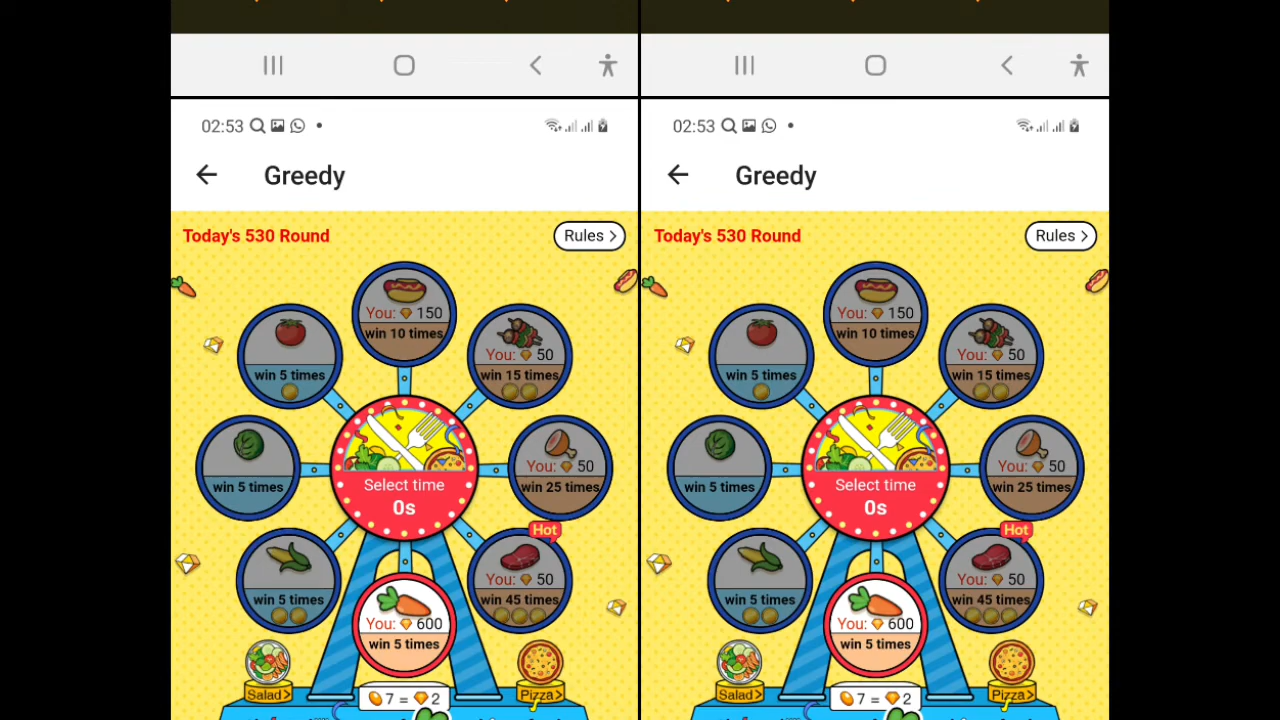 02:53
Greedy
Today's 530 Round
Rules >
You: 150
win 10 times
win 5 times
You: 50
win 15 times
win 5 times
You: 50
win 25 times
Select time
0s
Hot
win 5 times
You: 50
win 45 times
You: 600
win 5 times
Salad>
7 = 2
Pizza>
02:53
Greedy
Today's 530 Round
Rules >
You: 150
win 10 times
win 5 times
You: 50
win 15 times
win 5 times
You: 50
win 25 times
Select time
0s
Hot
win 5 times
You: 50
win 45 times
You: 600
win 5 times
Salad>
7 = 2
Pizza>